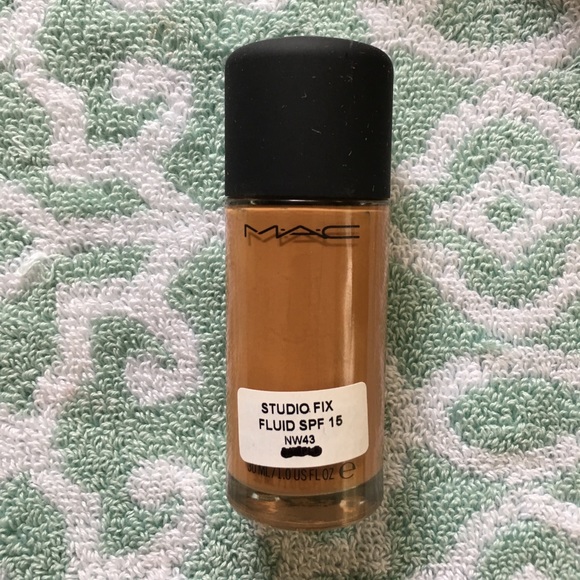 M·A·C
STUDIO FIX
FLUID SPF 15
NW43
30 ML/1.0 US FL OZ ℮